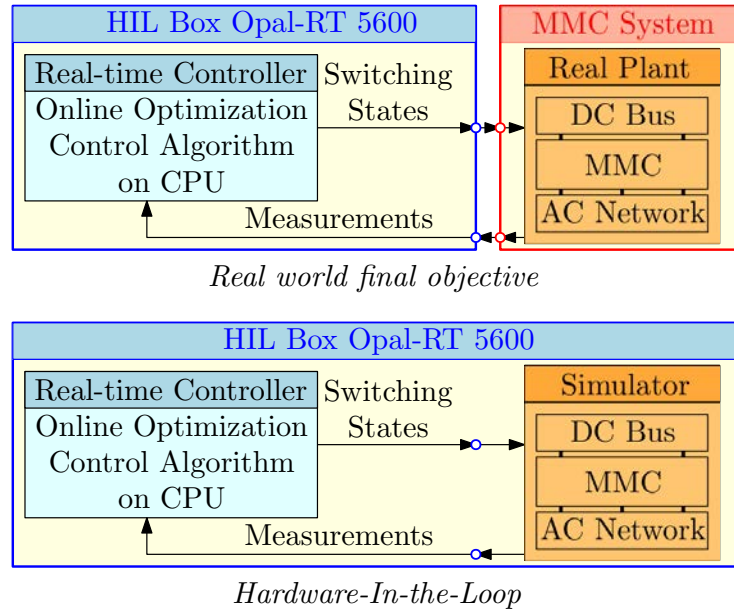 HIL Box Opal-RT 5600
MMC System
Real-time Controller
Online Optimization
Control Algorithm
on CPU
Switching
States
Measurements
Real Plant
DC Bus
MMC
AC Network
Real world final objective
HIL Box Opal-RT 5600
Real-time Controller
Online Optimization
Control Algorithm
on CPU
Switching
States
Measurements
Simulator
DC Bus
MMC
AC Network
Hardware-In-the-Loop